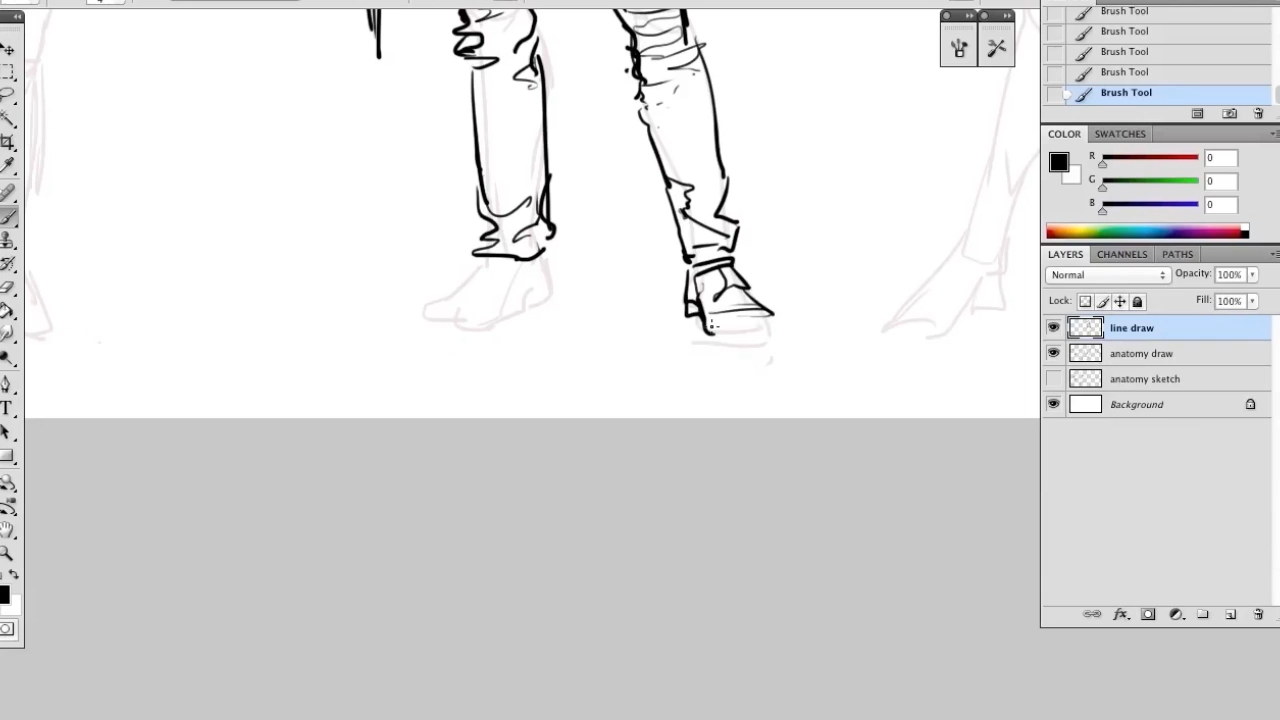 Brush Tool
Brush Tool
Brush Tool
Brush Tool
Brush Tool
COLOR SWATCHES
R 0
G 0
B 0
LAYERS CHANNELS PATHS
Normal Opacity: 100%
Lock: Fill: 100%
line draw
anatomy draw
anatomy sketch
Background
fx
T